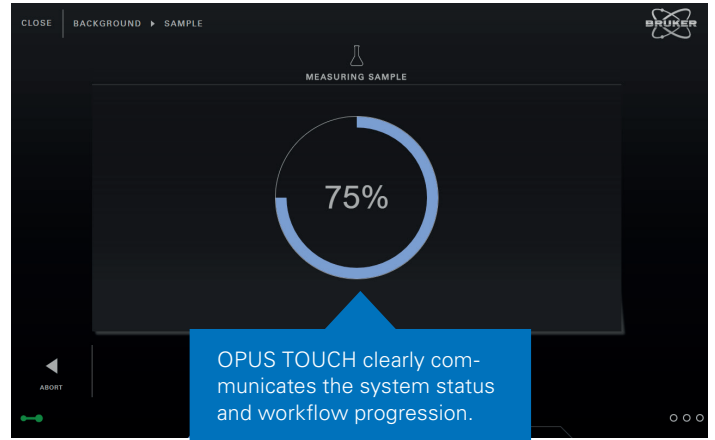 CLOSE BACKGROUND ▸ SAMPLE
BRUKER
MEASURING SAMPLE
75%
OPUS TOUCH clearly com-
municates the system status
and workflow progression.
ABORT